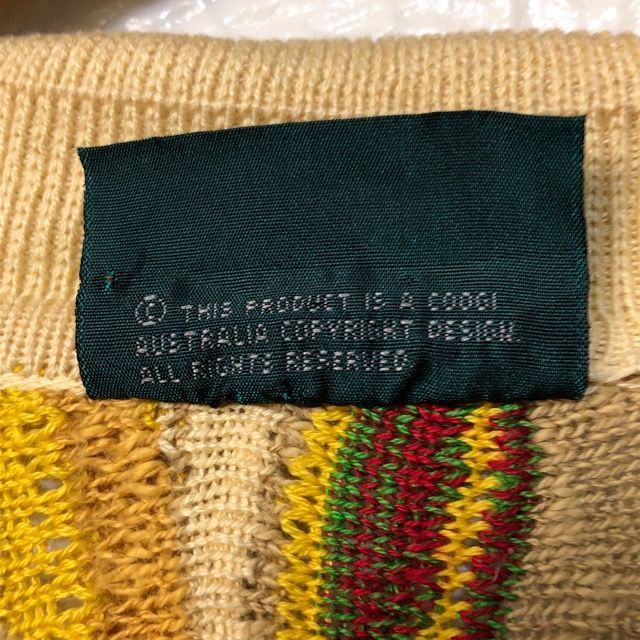 © THIS PRODUCT IS A COOGI
AUSTRALIA COPYRIGHT DESIGN.
ALL RIGHTS RESERVED